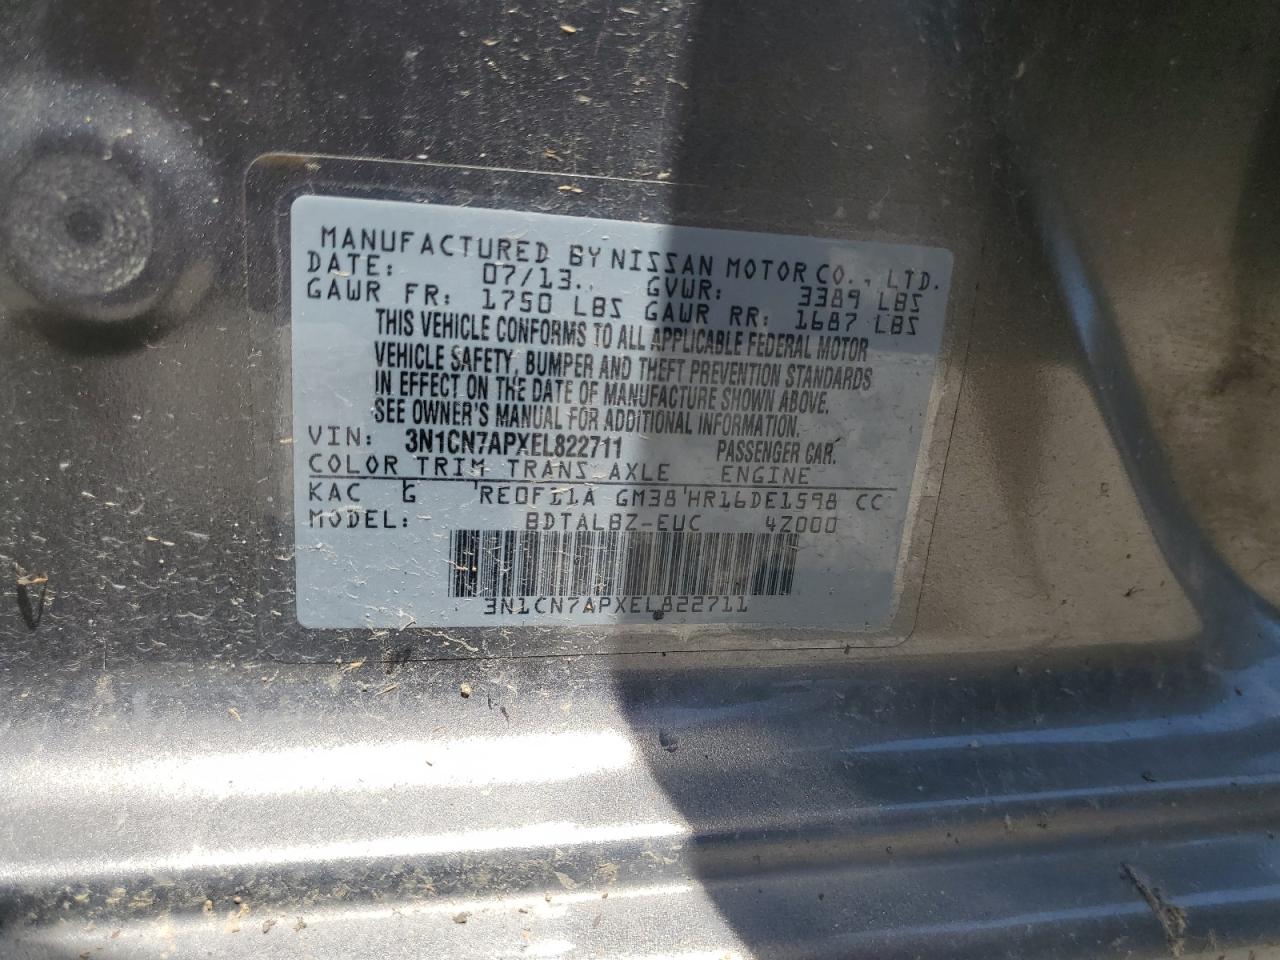 MANUFACTURED BY NISSAN MOTOR CO., LTD.
DATE: 07/13. GVWR: 3389 LBS
GAWR FR: 1750 LBS GAWR RR: 1687 LBS
THIS VEHICLE CONFORMS TO ALL APPLICABLE FEDERAL MOTOR
VEHICLE SAFETY, BUMPER AND THEFT PREVENTION STANDARDS
IN EFFECT ON THE DATE OF MANUFACTURE SHOWN ABOVE.
SEE OWNER'S MANUAL FOR ADDITIONAL INFORMATION.
VIN: 3N1CN7APXEL822711 PASSENGER CAR.
COLOR TRIM TRANS AXLE ENGINE
KAC G RE0F11A GM38 HR16DE1598 CC
MODEL: BDTALBZ-EUC 4Z000
3N1CN7APXEL822711